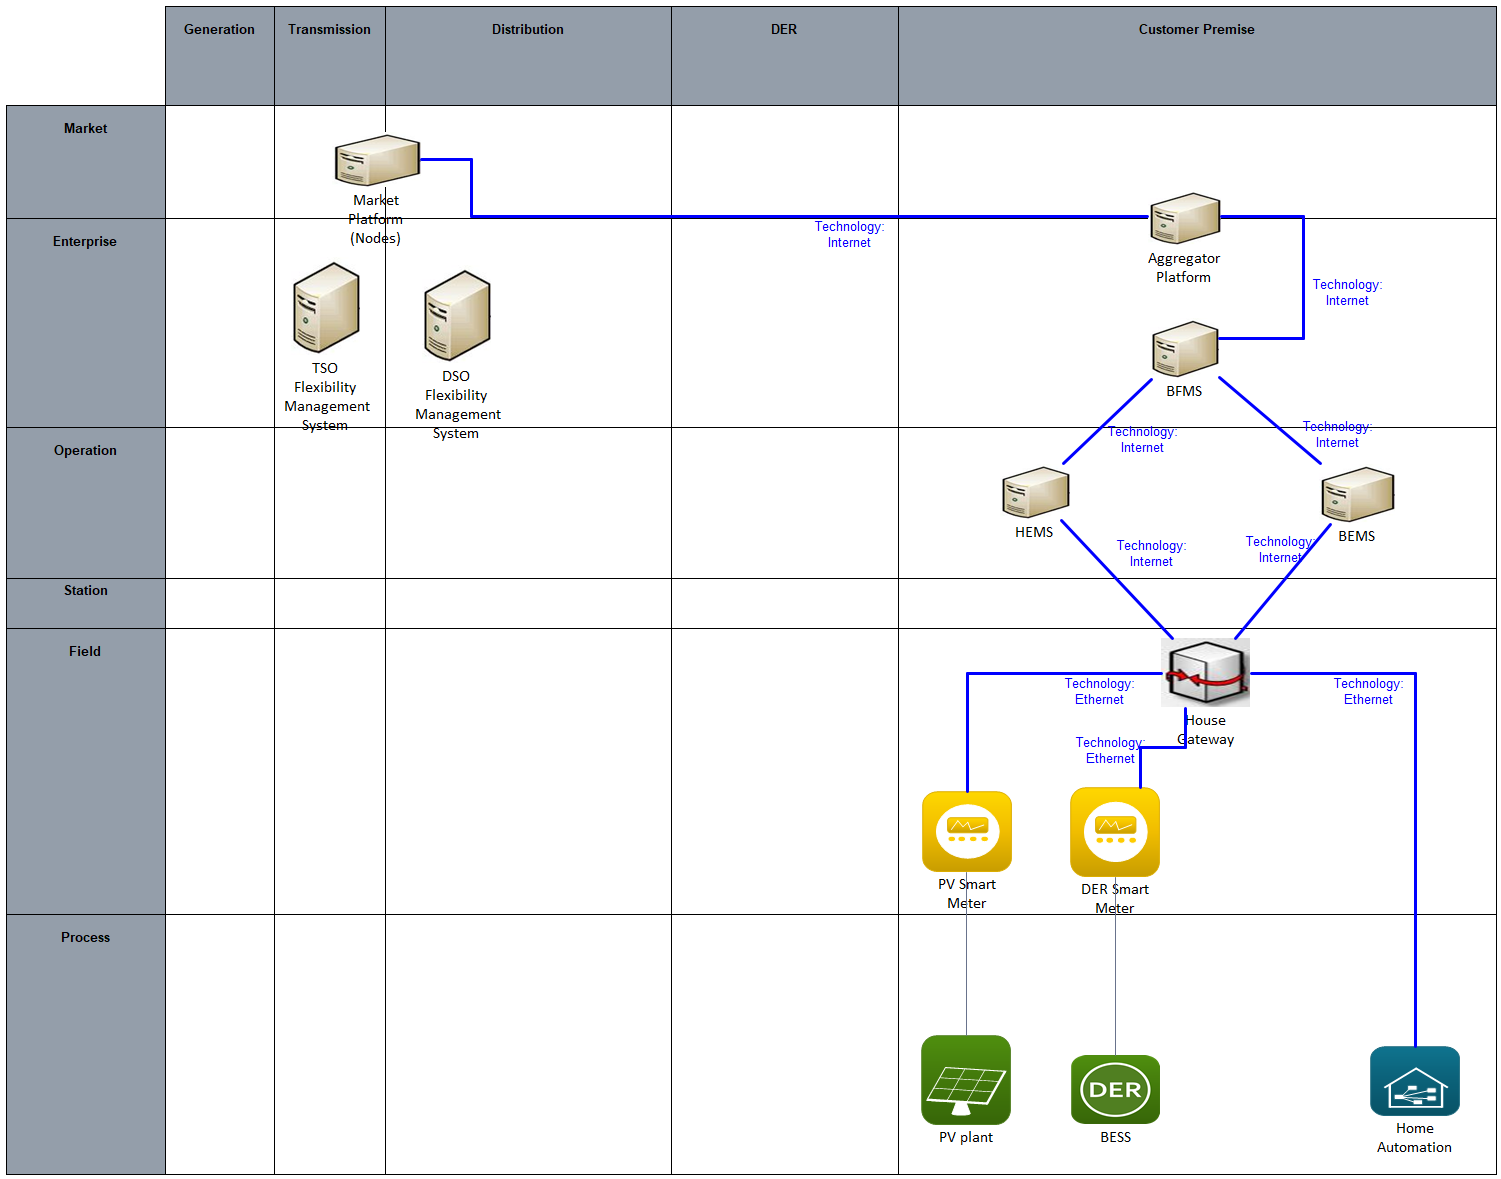 Generation
Transmission
Distribution
DER
Customer Premise
Market
Market
Platform
(Nodes)
Technology:
Internet
Enterprise
Aggregator
Platform
Technology:
Internet
TSO
Flexibility
Management
System
DSO
Flexibility
Management
System
BFMS
Technology:
Internet
Technology:
Internet
Operation
HEMS
BEMS
Technology:
Internet
Technology:
Internet
Station
Field
Technology:
Ethernet
Technology:
Ethernet
House
Gateway
Technology:
Ethernet
PV Smart
Meter
DER Smart
Meter
Process
PV plant
DER
BESS
Home
Automation